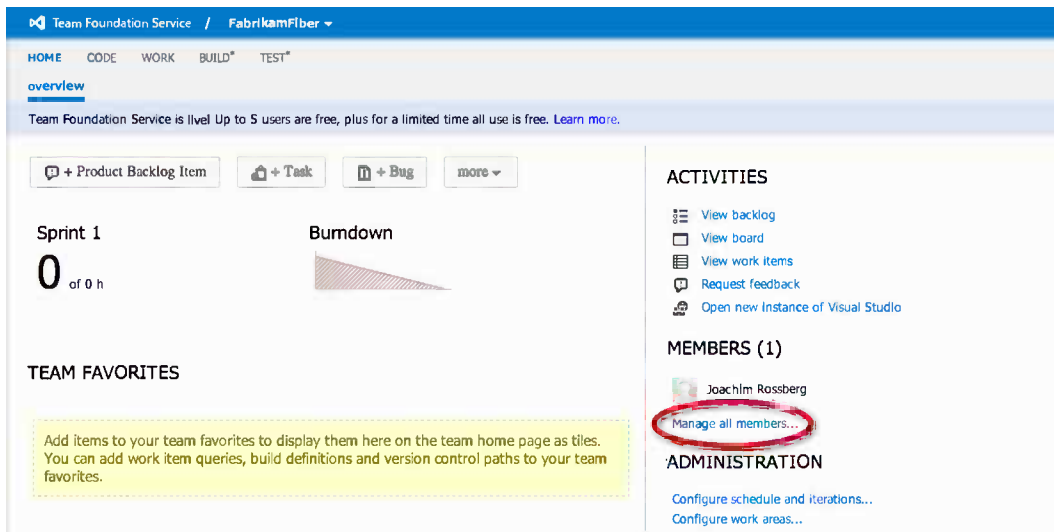 Team Foundation Service / FabrikamFiber
HOME CODE WORK BUILD* TEST*
overview
Team Foundation Service is live! Up to 5 users are free, plus for a limited time all use is free. Learn more.
+ Product Backlog Item + Task + Bug more
Sprint 1
0 of 0 h
Burndown
TEAM FAVORITES
Add items to your team favorites to display them here on the team home page as tiles.
You can add work item queries, build definitions and version control paths to your team
favorites.
ACTIVITIES
View backlog
View board
View work items
Request feedback
Open new instance of Visual Studio
MEMBERS (1)
Joachim Rossberg
Manage all members...
ADMINISTRATION
Configure schedule and iterations...
Configure work areas...